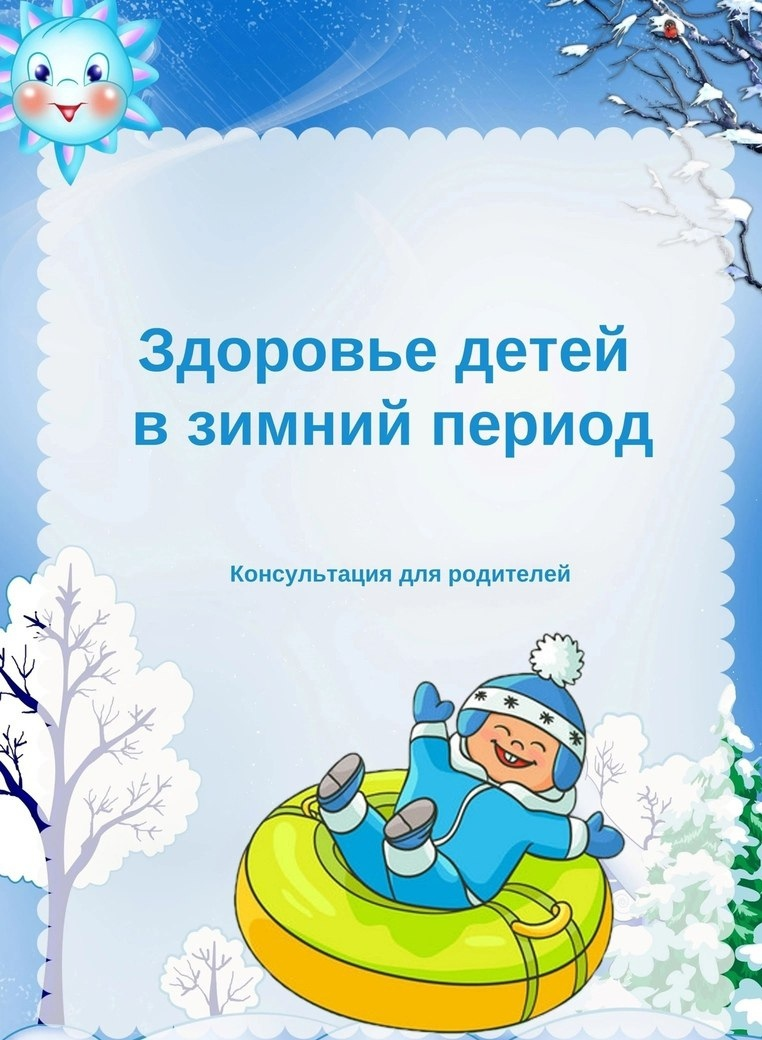 Здоровье детей
в зимний период
Консультация для родителей